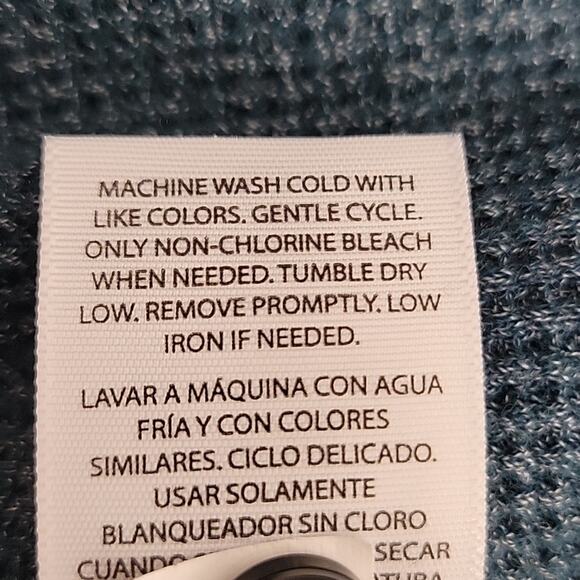 MACHINE WASH COLD WITH
LIKE COLORS. GENTLE CYCLE.
ONLY NON-CHLORINE BLEACH
WHEN NEEDED. TUMBLE DRY
LOW. REMOVE PROMPTLY. LOW
IRON IF NEEDED.
LAVAR A MÁQUINA CON AGUA
FRÍA Y CON COLORES
SIMILARES. CICLO DELICADO.
USAR SOLAMENTE
BLANQUEADOR SIN CLORO
SECAR